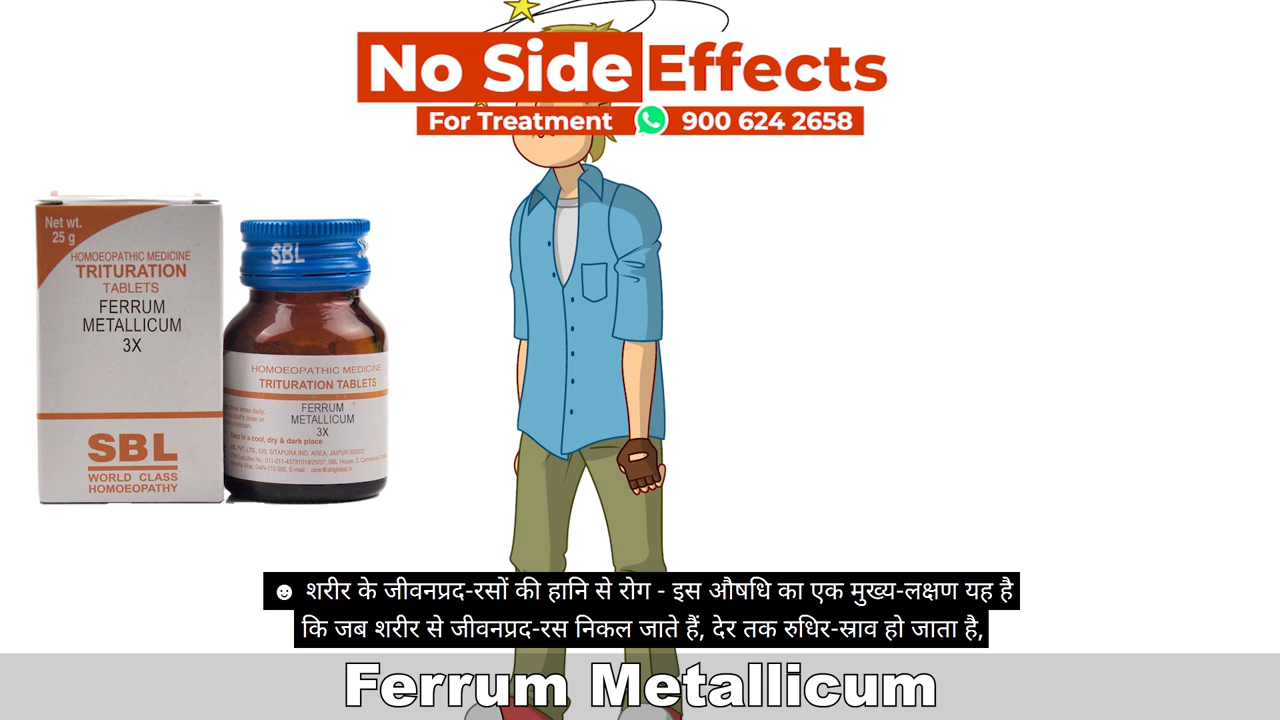 No Side Effects
For Treatment 900 624 2658
Net wt.
25 g
HOMOEOPATHIC MEDICINE
TRITURATION
TABLETS
FERRUM
METALLICUM
3X
SBL
WORLD CLASS
HOMOEOPATHY
SBL
HOMOEOPATHIC MEDICINE
TRITURATION TABLETS
FERRUM
METALLICUM
3X
Keep in a cool, dry & dark place
☻ शरीर के जीवनप्रद-रसों की हानि से रोग - इस औषधि का एक मुख्य-लक्षण यह है
कि जब शरीर से जीवनप्रद-रस निकल जाते हैं, देर तक रुधिर-स्राव हो जाता है,
Ferrum Metallicum